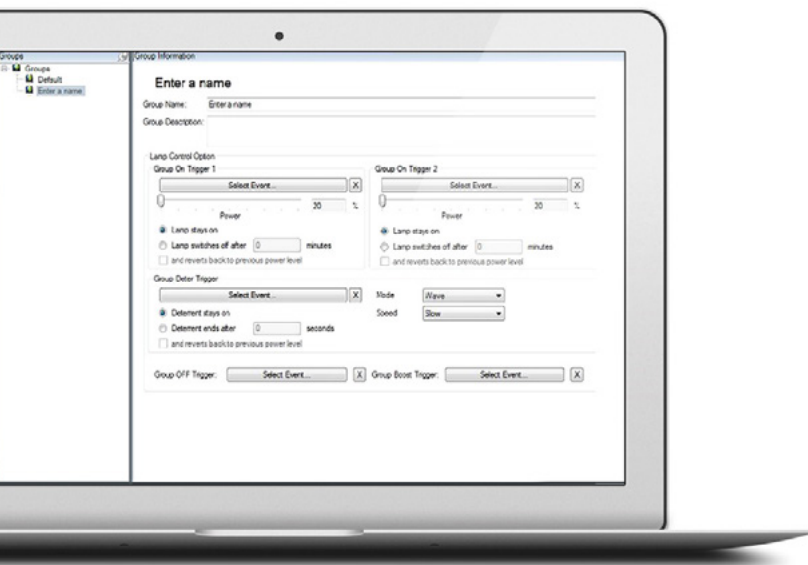 Groups
Groups
Default
Enter a name
Group Information
Enter a name
Group Name: Enter a name
Group Description:
Lamp Control Option
Group On Trigger 1
Select Event... X
20 %
Power
Lamp stays on
Lamp switches of after 0 minutes
and reverts back to previous power level
Group On Trigger 2
Select Event... X
20 %
Power
Lamp stays on
Lamp switches of after 0 minutes
and reverts back to previous power level
Group Deter Trigger
Select Event... X
Deterrent stays on
Deterrent ends after 0 seconds
and reverts back to previous power level
Mode iWave
Speed Slow
Group OFF Trigger: Select Event... X
Group Boost Trigger: Select Event... X